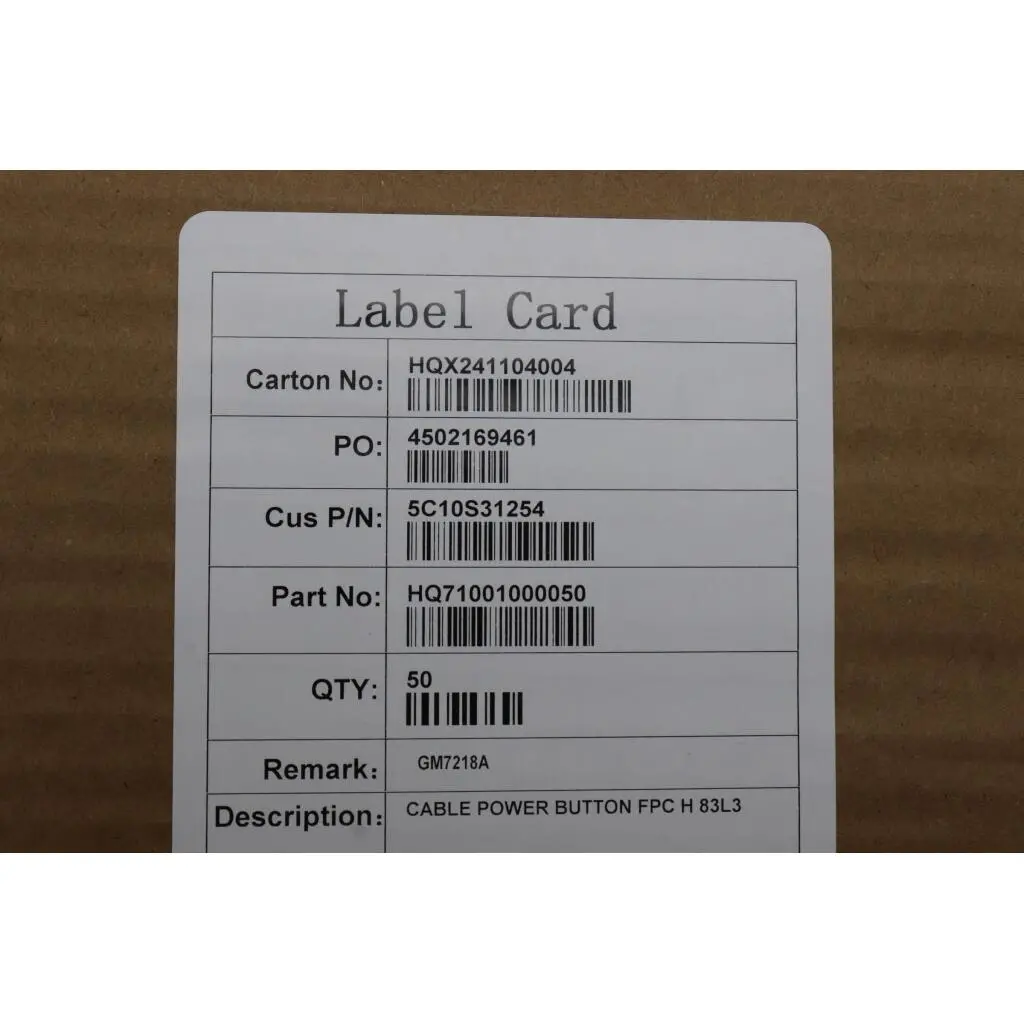 Label Card
Carton No: HQX241104004
PO: 4502169461
Cus P/N: 5C10S31254
Part No: HQ71001000050
QTY: 50
Remark: GM7218A
Description: CABLE POWER BUTTON FPC H 83L3